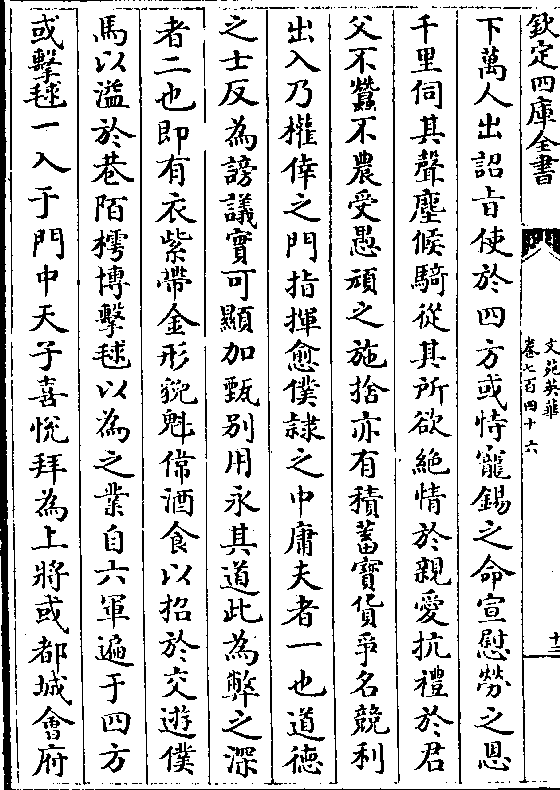 欽定四庫全書
文苑英華
卷七百四十六
十三
下萬人出詔㫖使於四方或恃寵錫之命宣慰勞之恩
千里伺其聲塵候騎從其所欲絶情於親愛抗禮於君
父不蠶不農受愚頑之施捨亦有積蓄寳貨爭名競利
出入乃權倖之門指揮愈僕隸之中庸夫者一也道德
之士反為謗議實可顯加甄别用永其道此為弊之深
者二也即有衣紫帶金形貌魁偉酒食以招於交遊僕
馬以溢於巷陌樗博擊毬以為之業自六軍遍于四方
或擊毬一入于門中天子喜悅拜為上將或都城會府